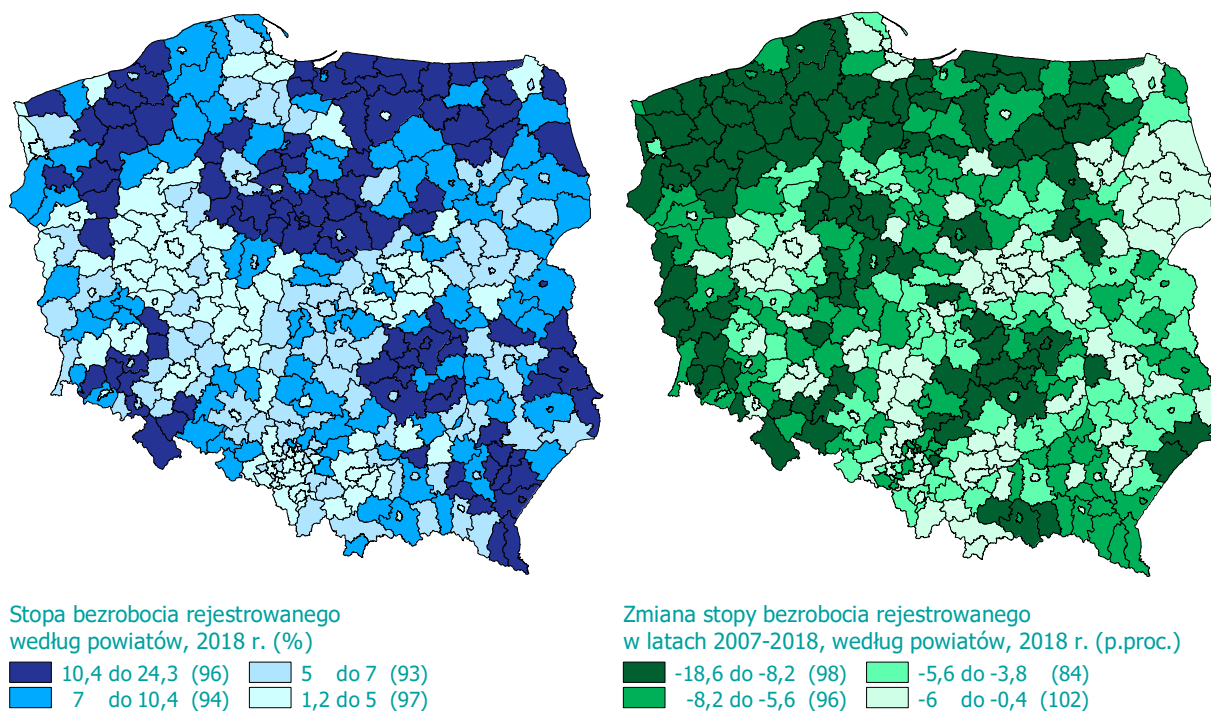 Stopa bezrobocia rejestrowanego
według powiatów, 2018 r. (%)
10,4 do 24,3 (96)
5 do 7 (93)
7 do 10,4 (94)
1,2 do 5 (97)
Zmiana stopy bezrobocia rejestrowanego
w latach 2007-2018, według powiatów, 2018 r. (p.proc.)
-18,6 do -8,2 (98)
-5,6 do -3,8 (84)
-8,2 do -5,6 (96)
-6 do -0,4 (102)